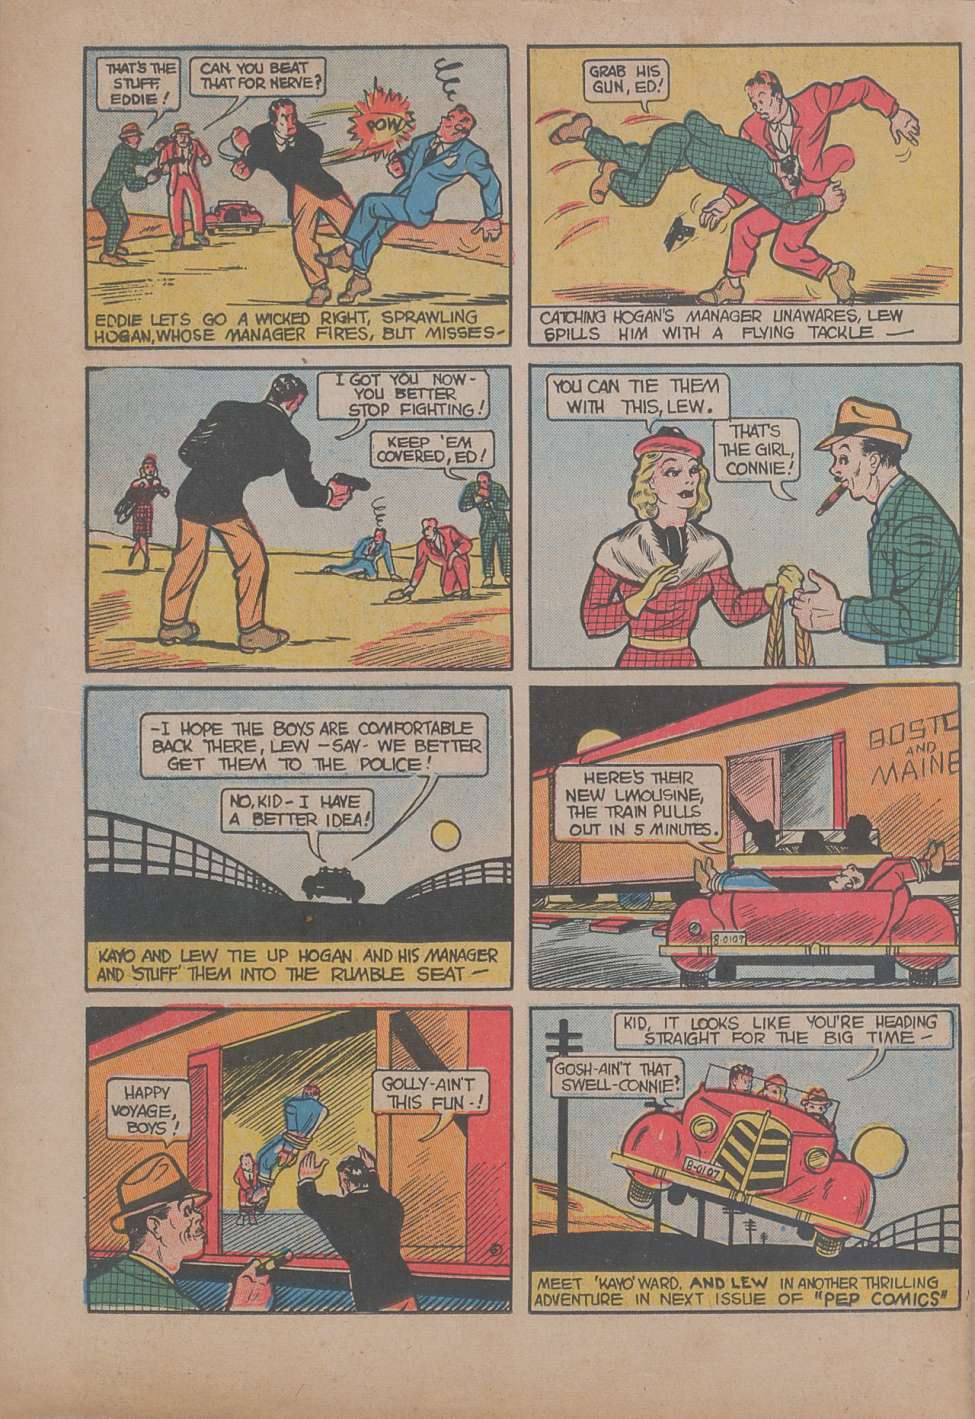 THAT'S THE
STUFF,
EDDIE!
CAN YOU BEAT
THAT FOR NERVE?
POW
EDDIE LETS GO A WICKED RIGHT, SPRAWLING
HOGAN, WHOSE MANAGER FIRES, BUT MISSES-
GRAB HIS
GUN, ED!
CATCHING HOGAN'S MANAGER UNAWARES, LEW
SPILLS HIM WITH A FLYING TACKLE —
I GOT YOU NOW-
YOU BETTER
STOP FIGHTING!
KEEP 'EM
COVERED, ED!
YOU CAN TIE THEM
WITH THIS, LEW.
THAT'S
THE GIRL,
CONNIE!
-I HOPE THE BOYS ARE COMFORTABLE
BACK THERE, LEW -SAY- WE BETTER
GET THEM TO THE POLICE!
NO, KID- I HAVE
A BETTER IDEA!
KAYO AND LEW TIE UP HOGAN AND HIS MANAGER
AND 'STUFF' THEM INTO THE RUMBLE SEAT —
BOSTO
AND
MAINE
HERE'S THEIR
NEW LIMOUSINE,
THE TRAIN PULLS
OUT IN 5 MINUTES.
8-0107
HAPPY
VOYAGE,
BOYS!
GOLLY-AIN'T
THIS FUN-!
6
KID, IT LOOKS LIKE YOU'RE HEADING
STRAIGHT FOR THE BIG TIME —
GOSH-AIN'T THAT
SWELL-CONNIE?
8-0107
MEET 'KAYO' WARD, AND LEW IN ANOTHER THRILLING
ADVENTURE IN NEXT ISSUE OF "PEP COMICS"